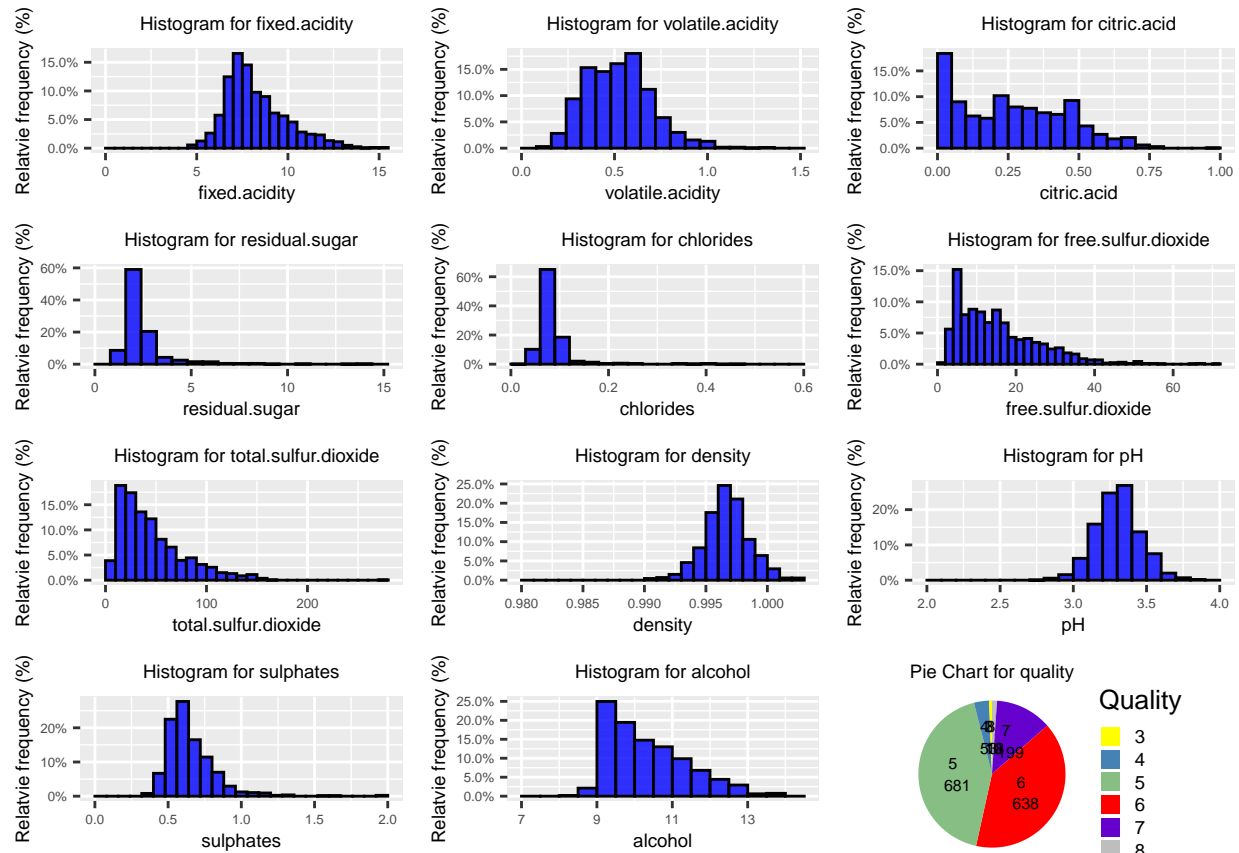 Histogram for fixed.acidity
Relatvie frequency (%)
15.0%
10.0%
5.0%
0.0%
0 5 10 15
fixed.acidity
Histogram for volatile.acidity
Relatvie frequency (%)
15.0%
10.0%
5.0%
0.0%
0.0 0.5 1.0 1.5
volatile.acidity
Histogram for citric.acid
Relatvie frequency (%)
15.0%
10.0%
5.0%
0.0%
0.00 0.25 0.50 0.75 1.00
citric.acid
Histogram for residual.sugar
Relatvie frequency (%)
60%
40%
20%
0%
0 5 10 15
residual.sugar
Histogram for chlorides
Relatvie frequency (%)
60%
40%
20%
0%
0.0 0.2 0.4 0.6
chlorides
Histogram for free.sulfur.dioxide
Relatvie frequency (%)
15.0%
10.0%
5.0%
0.0%
0 20 40 60
free.sulfur.dioxide
Histogram for total.sulfur.dioxide
Relatvie frequency (%)
15.0%
10.0%
5.0%
0.0%
0 100 200
total.sulfur.dioxide
Histogram for density
Relatvie frequency (%)
25.0%
20.0%
15.0%
10.0%
5.0%
0.0%
0.980 0.985 0.990 0.995 1.000
density
Histogram for pH
Relatvie frequency (%)
20%
10%
0%
2.0 2.5 3.0 3.5 4.0
pH
Histogram for sulphates
Relatvie frequency (%)
20%
10%
0%
0.0 0.5 1.0 1.5 2.0
sulphates
Histogram for alcohol
Relatvie frequency (%)
25.0%
20.0%
15.0%
10.0%
5.0%
0.0%
7 9 11 13
alcohol
Pie Chart for quality
7
199
5
681
6
638
Quality
3
4
5
6
7
8